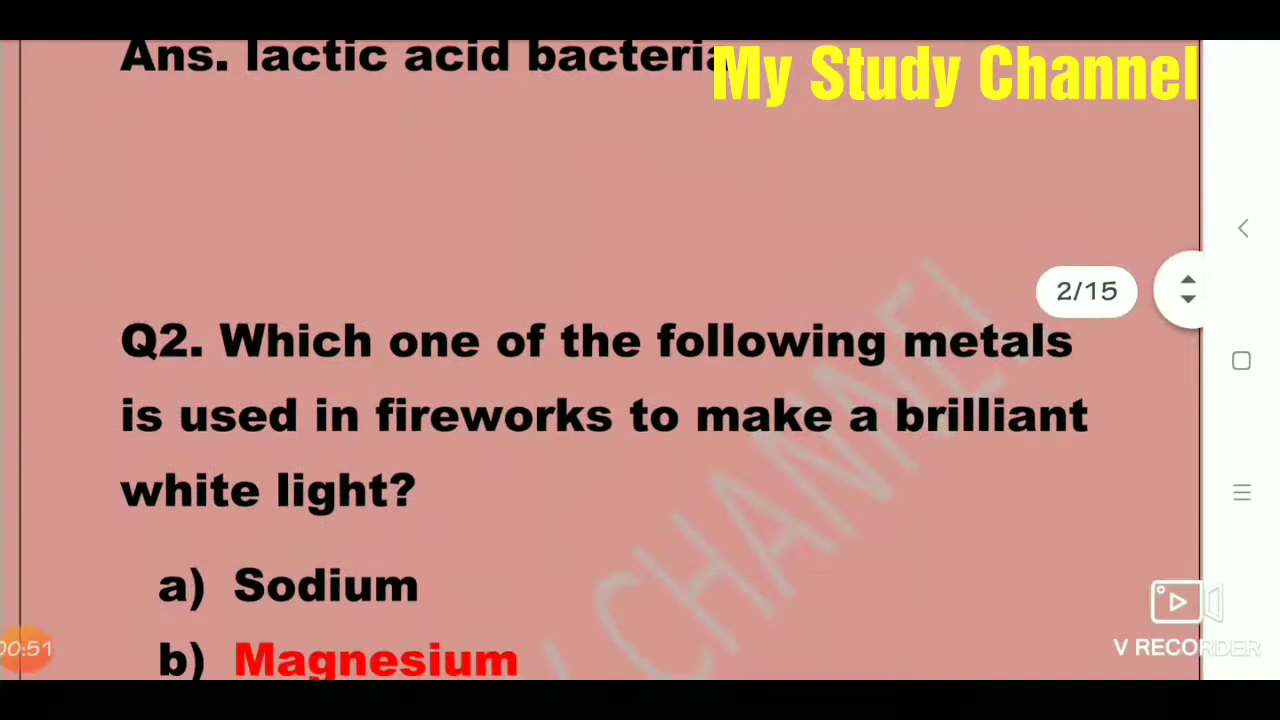 Ans. lactic acid bacteria
My Study Channel
2/15
Q2. Which one of the following metals
is used in fireworks to make a brilliant
white light?
a) Sodium
b) Magnesium
CHANNEL
00:51
V RECORDER